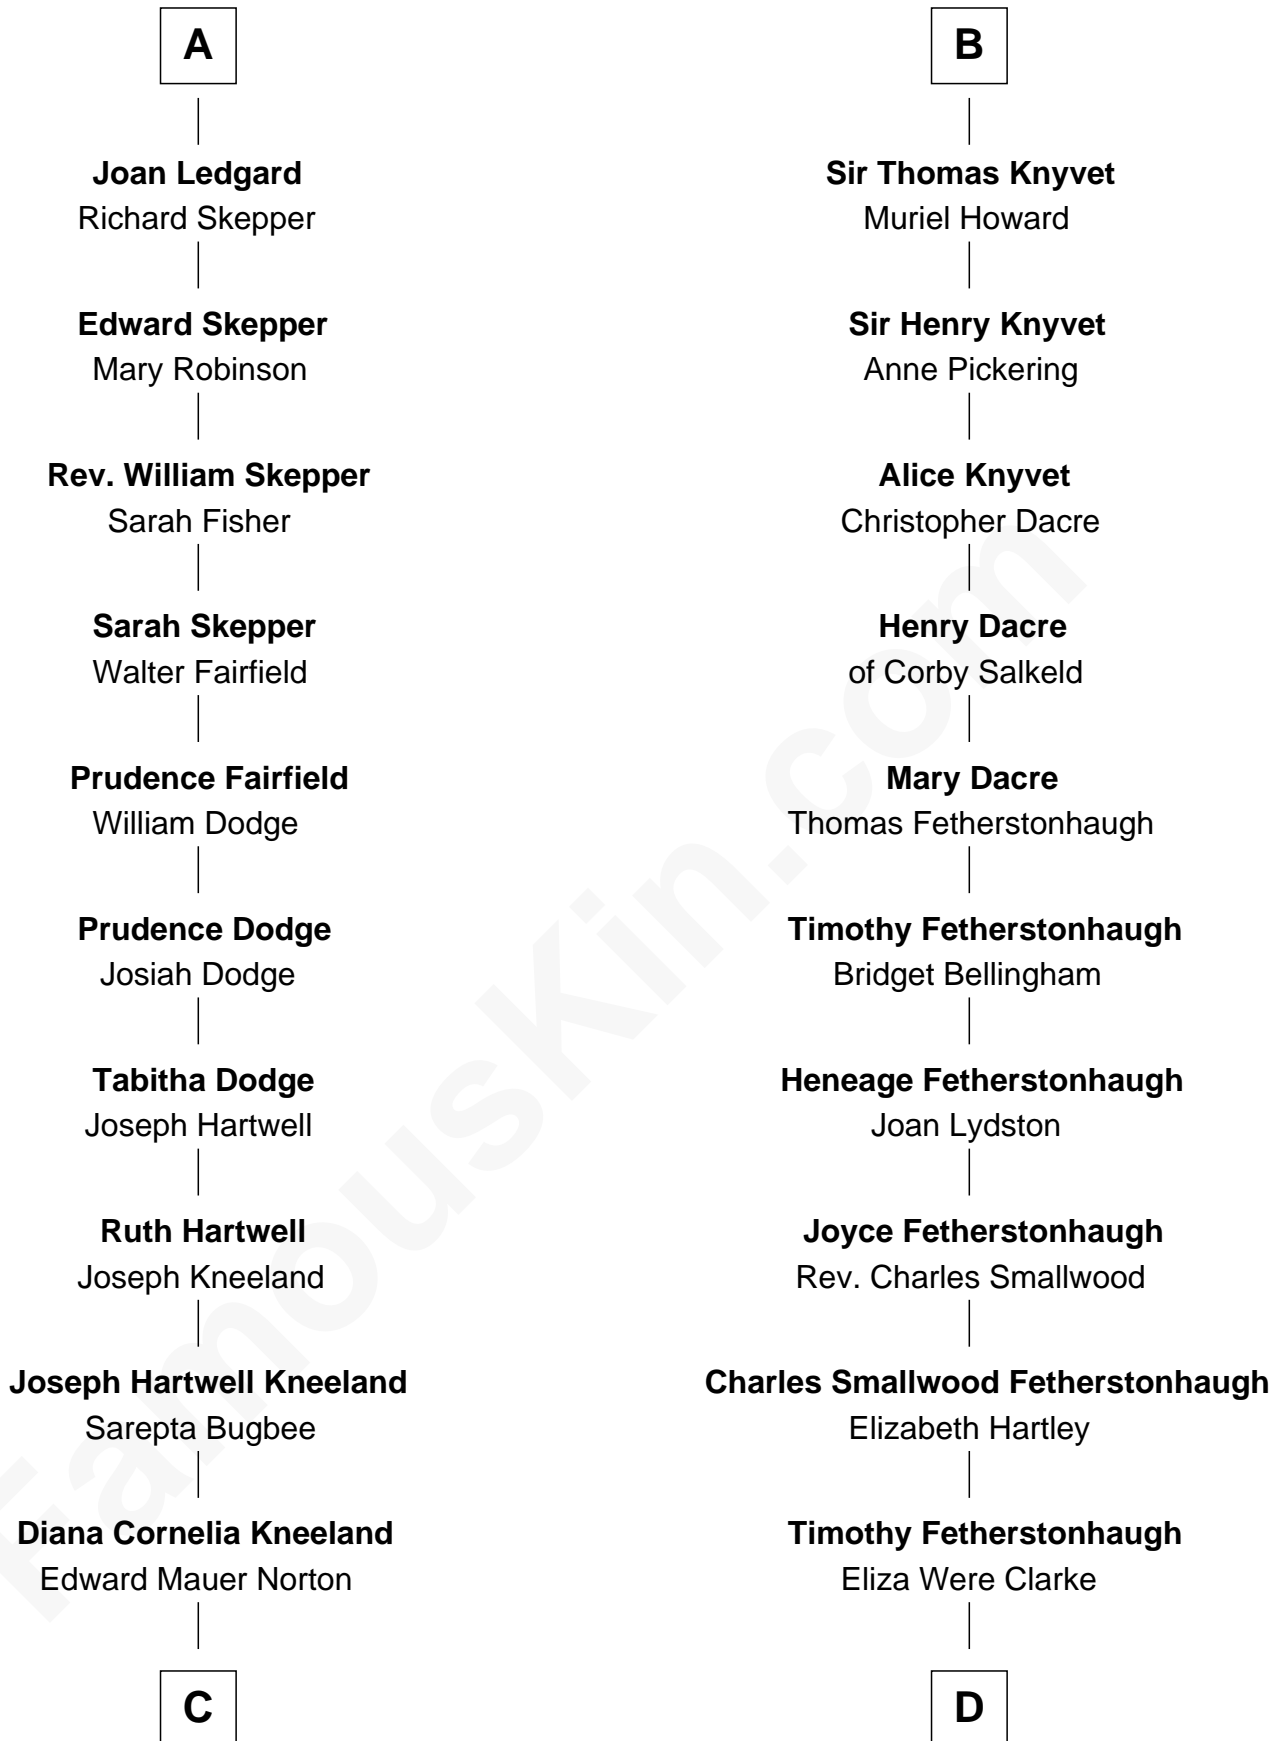 A
Joan Ledgard
Richard Skepper
Edward Skepper
Mary Robinson
Rev. William Skepper
Sarah Fisher
Sarah Skepper
Walter Fairfield
Prudence Fairfield
William Dodge
Prudence Dodge
Josiah Dodge
Tabitha Dodge
Joseph Hartwell
Ruth Hartwell
Joseph Kneeland
Joseph Hartwell Kneeland
Sarepta Bugbee
Diana Cornelia Kneeland
Edward Mauer Norton
C
B
Sir Thomas Knyvet
Muriel Howard
Sir Henry Knyvet
Anne Pickering
Alice Knyvet
Christopher Dacre
Henry Dacre
of Corby Salkeld
Mary Dacre
Thomas Fetherstonhaugh
Timothy Fetherstonhaugh
Bridget Bellingham
Heneage Fetherstonhaugh
Joan Lydston
Joyce Fetherstonhaugh
Rev. Charles Smallwood
Charles Smallwood Fetherstonhaugh
Elizabeth Hartley
Timothy Fetherstonhaugh
Eliza Were Clarke
D
FamousKin.com